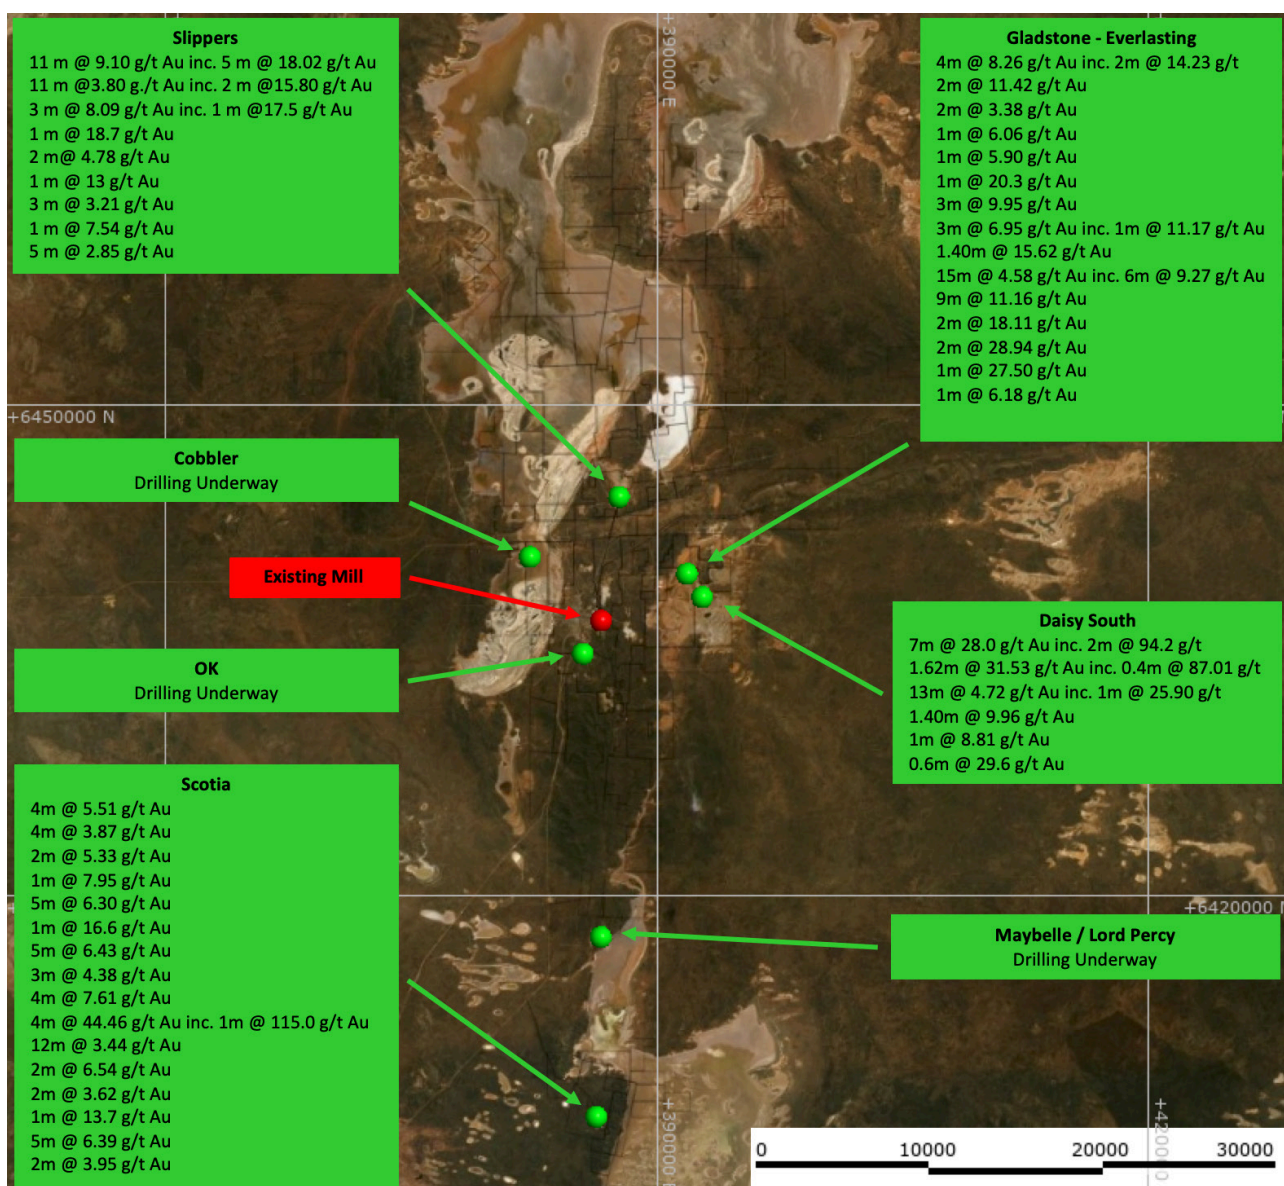 Slippers
11 m @ 9.10 g/t Au inc. 5 m @ 18.02 g/t Au
11 m @3.80 g./t Au inc. 2 m @15.80 g/t Au
3 m @ 8.09 g/t Au inc. 1 m @17.5 g/t Au
1 m @ 18.7 g/t Au
2 m@ 4.78 g/t Au
1 m @ 13 g/t Au
3 m @ 3.21 g/t Au
1 m @ 7.54 g/t Au
5 m @ 2.85 g/t Au
+390000 E
Gladstone - Everlasting
4m @ 8.26 g/t Au inc. 2m @ 14.23 g/t
2m @ 11.42 g/t Au
2m @ 3.38 g/t Au
1m @ 6.06 g/t Au
1m @ 5.90 g/t Au
1m @ 20.3 g/t Au
3m @ 9.95 g/t Au
3m @ 6.95 g/t Au inc. 1m @ 11.17 g/t Au
1.40m @ 15.62 g/t Au
15m @ 4.58 g/t Au inc. 6m @ 9.27 g/t Au
9m @ 11.16 g/t Au
2m @ 18.11 g/t Au
2m @ 28.94 g/t Au
1m @ 27.50 g/t Au
1m @ 6.18 g/t Au
+6450000 N
Cobbler
Drilling Underway
Existing Mill
OK
Drilling Underway
Daisy South
7m @ 28.0 g/t Au inc. 2m @ 94.2 g/t
1.62m @ 31.53 g/t Au inc. 0.4m @ 87.01 g/t
13m @ 4.72 g/t Au inc. 1m @ 25.90 g/t
1.40m @ 9.96 g/t Au
1m @ 8.81 g/t Au
0.6m @ 29.6 g/t Au
Scotia
4m @ 5.51 g/t Au
4m @ 3.87 g/t Au
2m @ 5.33 g/t Au
1m @ 7.95 g/t Au
5m @ 6.30 g/t Au
1m @ 16.6 g/t Au
5m @ 6.43 g/t Au
3m @ 4.38 g/t Au
4m @ 7.61 g/t Au
4m @ 44.46 g/t Au inc. 1m @ 115.0 g/t Au
12m @ 3.44 g/t Au
2m @ 6.54 g/t Au
2m @ 3.62 g/t Au
1m @ 13.7 g/t Au
5m @ 6.39 g/t Au
2m @ 3.95 g/t Au
+6420000 N
Maybelle / Lord Percy
Drilling Underway
+390000
+420000
0 10000 20000 30000